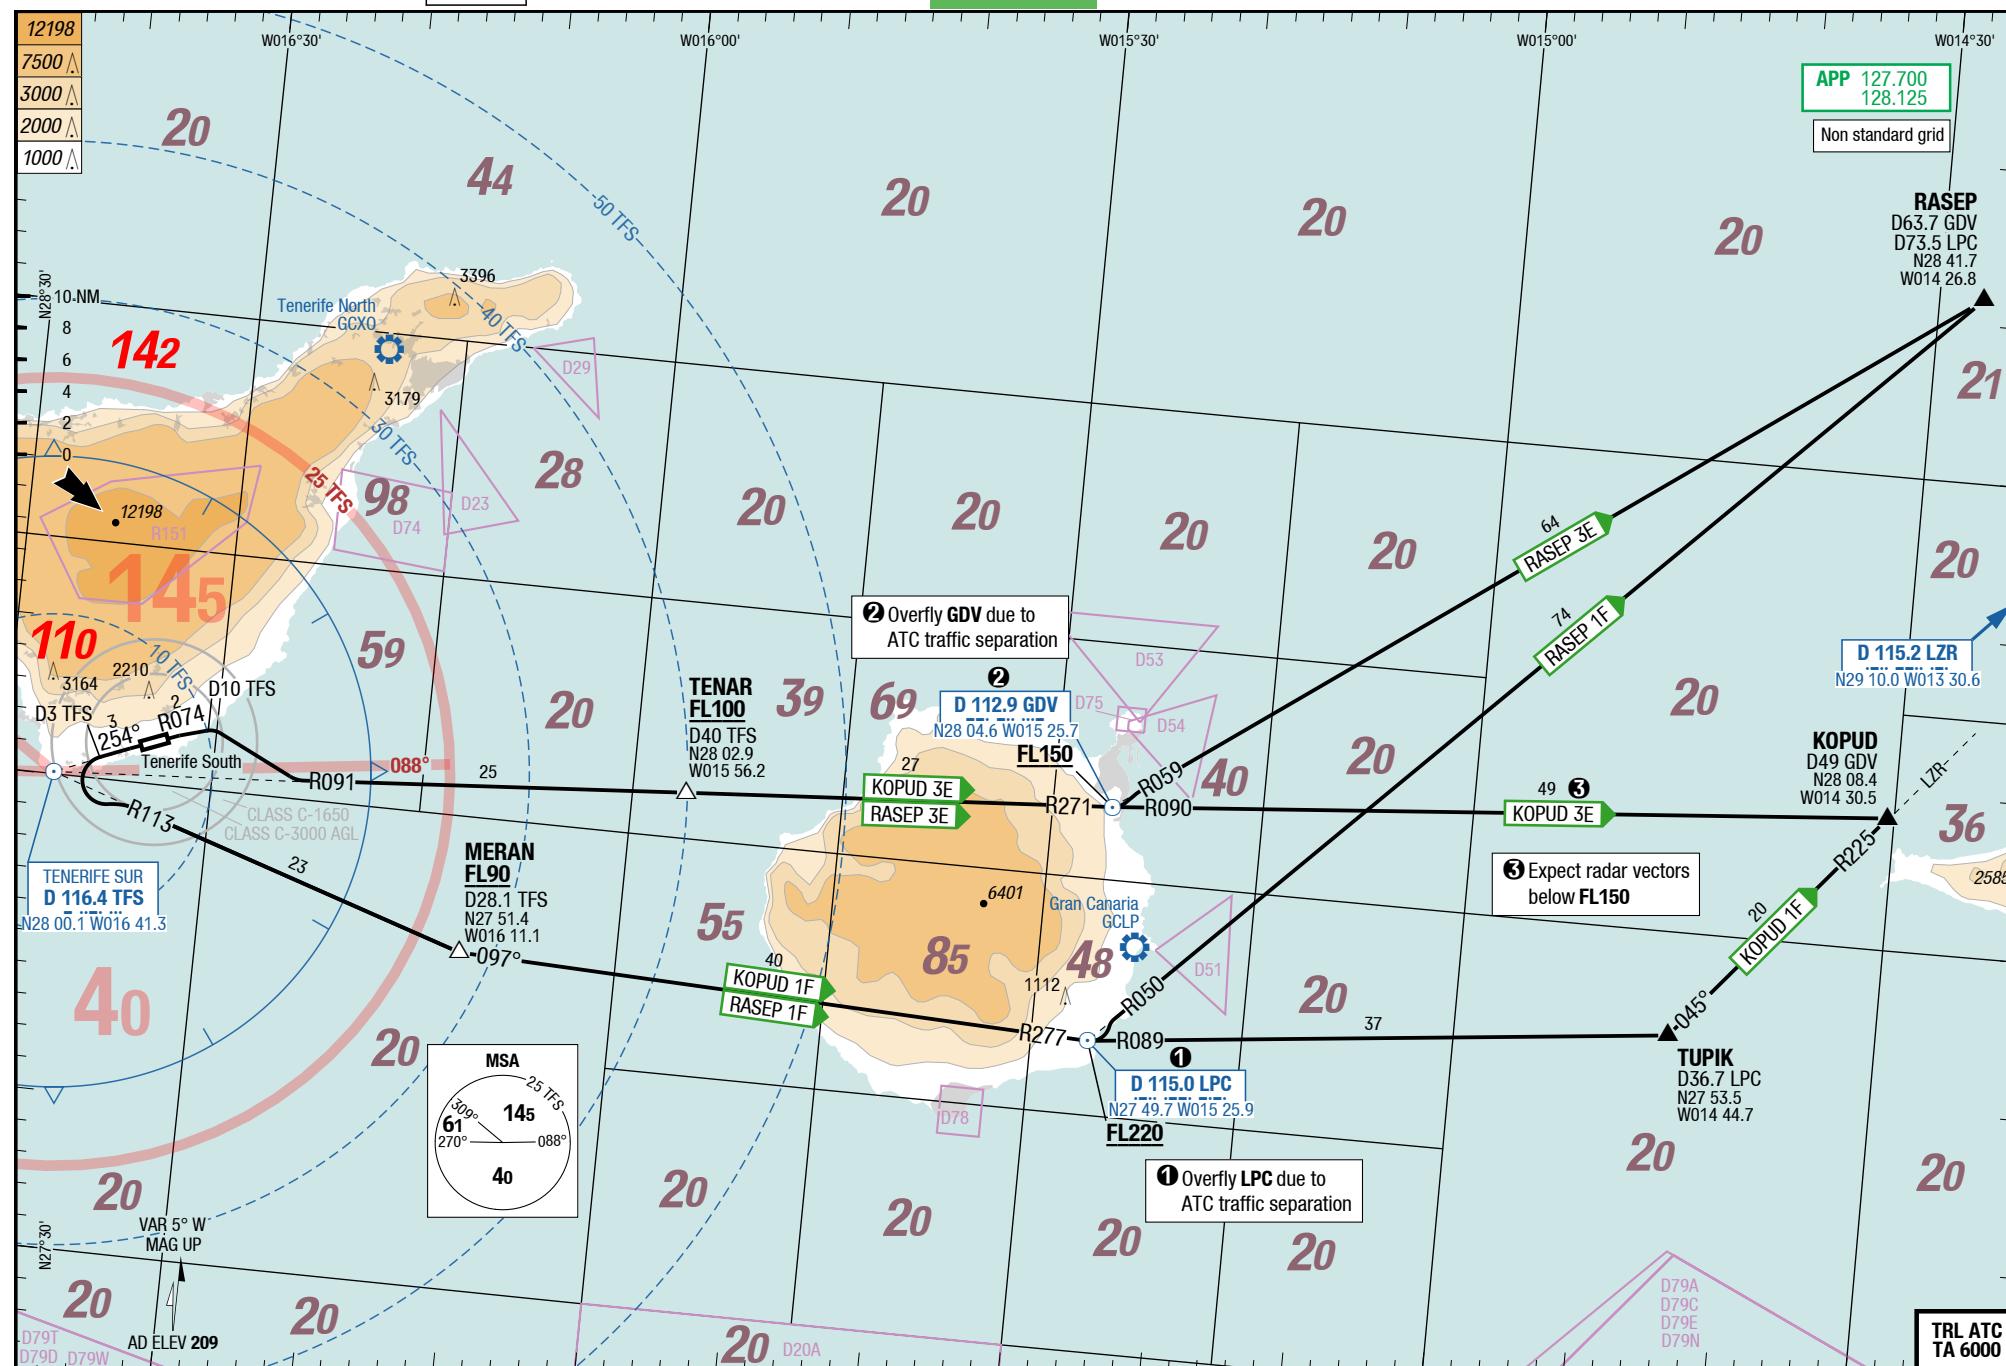 12198
7500
3000
2000
1000
W016°30'
W016°00'
W015°30'
W015°00'
W014°30'
APP 127.700
128.125
Non standard grid
20
44
20
20
20
50 TFS
RASEP
D63.7 GDV
D73.5 LPC
N28 41.7
W014 26.8
N28°30'
10 NM
8
6
4
2
0
3396
Tenerife North
GCXO
40 TFS
142
D29
21
3179
30 TFS
25 TFS
98
D74
D23
28
20
20
20
20
20
12198
R151
145
64
RASEP 3E
74
RASEP 1F
❷ Overfly GDV due to
ATC traffic separation
110
59
10 TFS
2210
3164
D10 TFS
D3 TFS
3
2
254°
R074
Tenerife South
20
TENAR
FL100
D40 TFS
N28 02.9
W015 56.2
39
69
❷
D 112.9 GDV
N28 04.6 W015 25.7
FL150
D53
D75
D54
40
20
20
D 115.2 LZR
N29 10.0 W013 30.6
KOPUD
D49 GDV
N28 08.4
W014 30.5
LZR
36
088°
R091
25
27
KOPUD 3E
RASEP 3E
R271
R059
R090
49 ❸
KOPUD 3E
CLASS C-1650
CLASS C-3000 AGL
R113
23
MERAN
FL90
D28.1 TFS
N27 51.4
W016 11.1
097°
TENERIFE SUR
D 116.4 TFS
N28 00.1 W016 41.3
❸ Expect radar vectors
below FL150
R225
20
KOPUD 1F
2585
6401
Gran Canaria
GCLP
55
85
48
1112
D51
20
40
40
KOPUD 1F
RASEP 1F
R277
R050
R089
37
045°
TUPIK
D36.7 LPC
N27 53.5
W014 44.7
❶
D 115.0 LPC
N27 49.7 W015 25.9
FL220
❶ Overfly LPC due to
ATC traffic separation
20
MSA
25 TFS
309°
145
61
270°
088°
40
D78
20
20
20
20
20
20
20
VAR 5° W
MAG UP
N27°30'
AD ELEV 209
20
20
20
D79T
D79D
D79W
D20A
D79A
D79C
D79E
D79N
TRL ATC
TA 6000